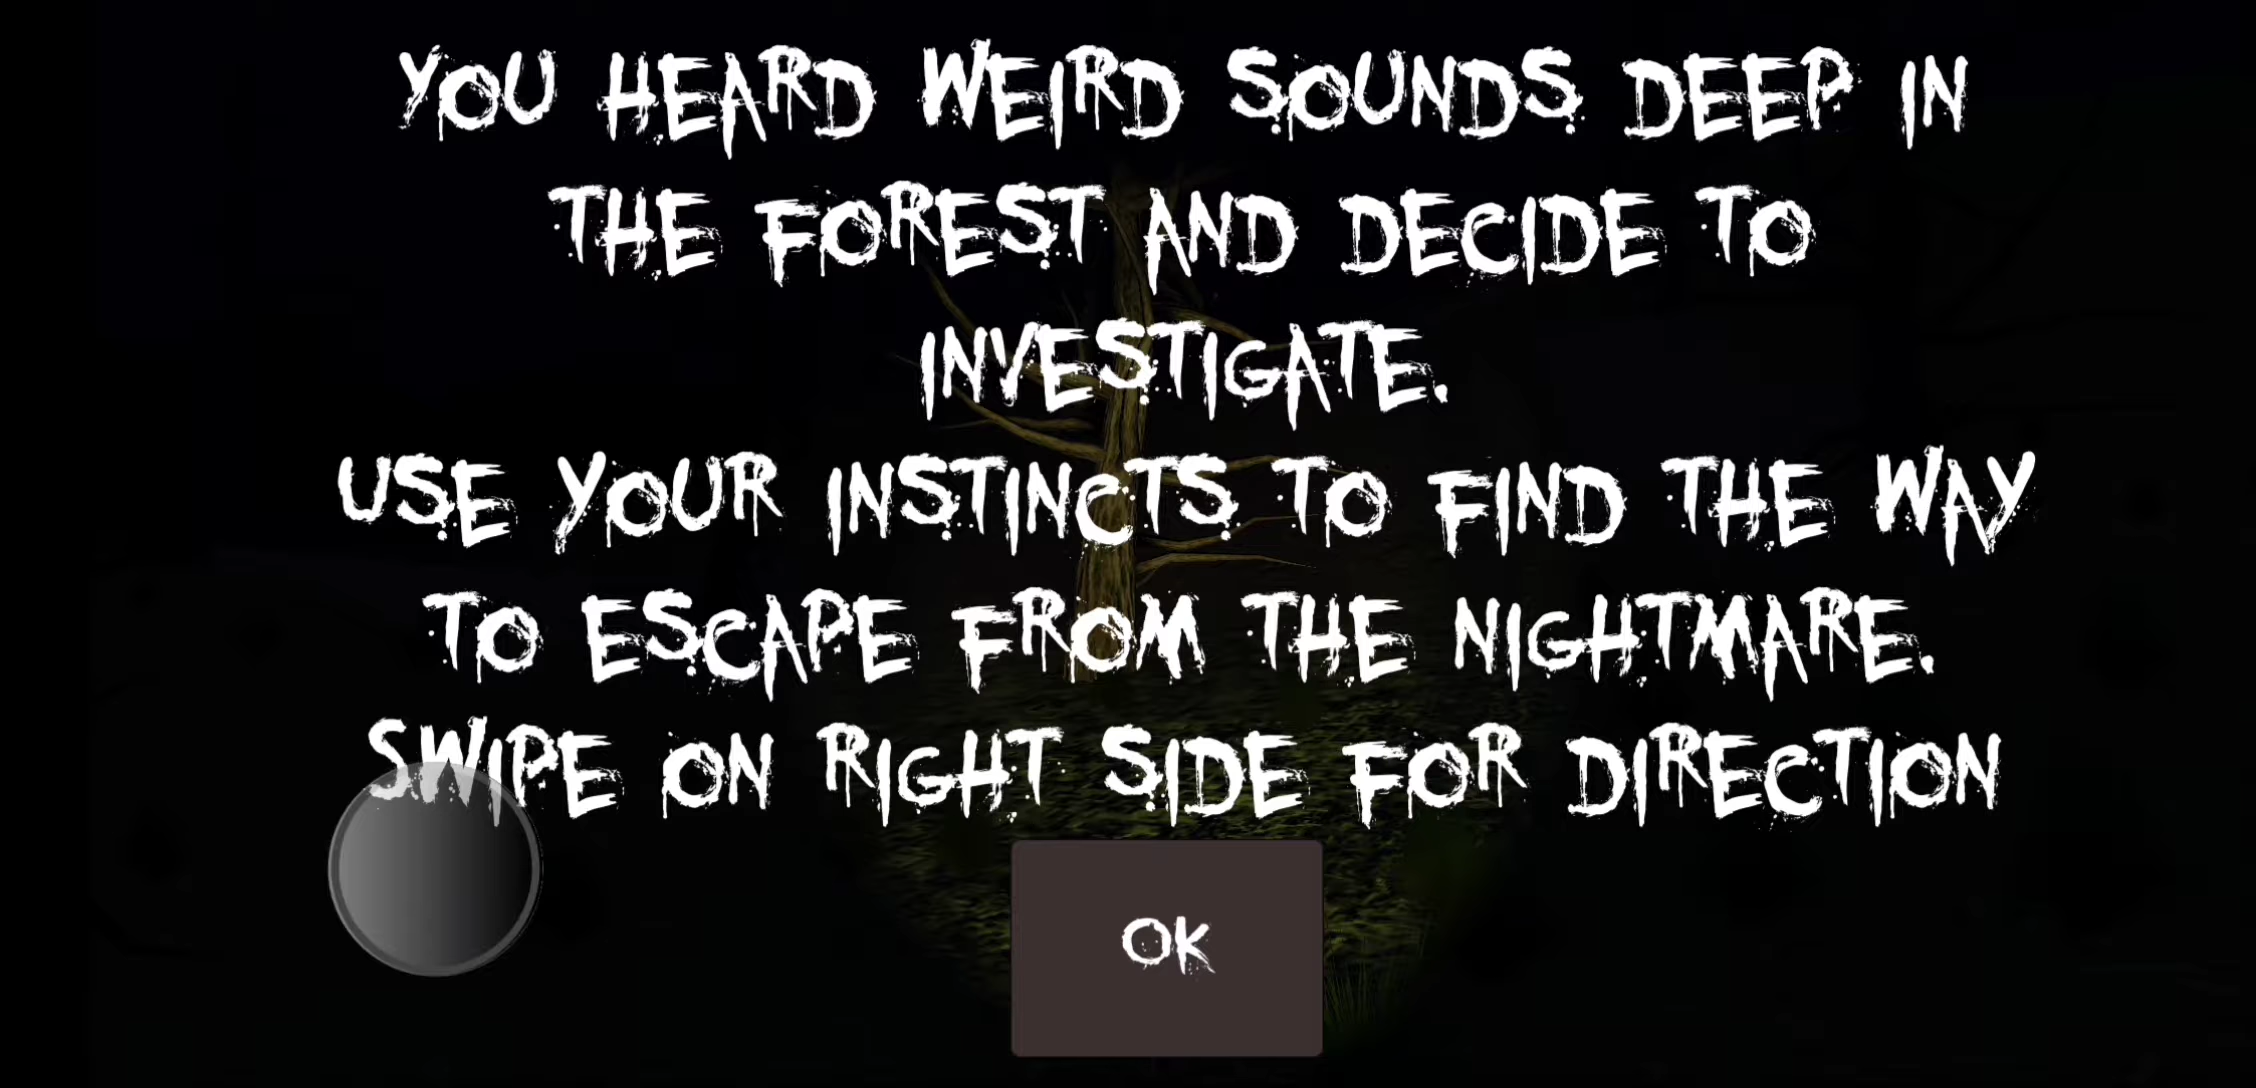 YOU HEARD WEIRD SOUNDS DEEP IN
THE FOREST AND DECIDE TO
INVESTIGATE.
USE YOUR INSTINCTS TO FIND THE WAY
TO ESCAPE FROM THE NIGHTMARE.
SWIPE ON RIGHT SIDE FOR DIRECTION
OK